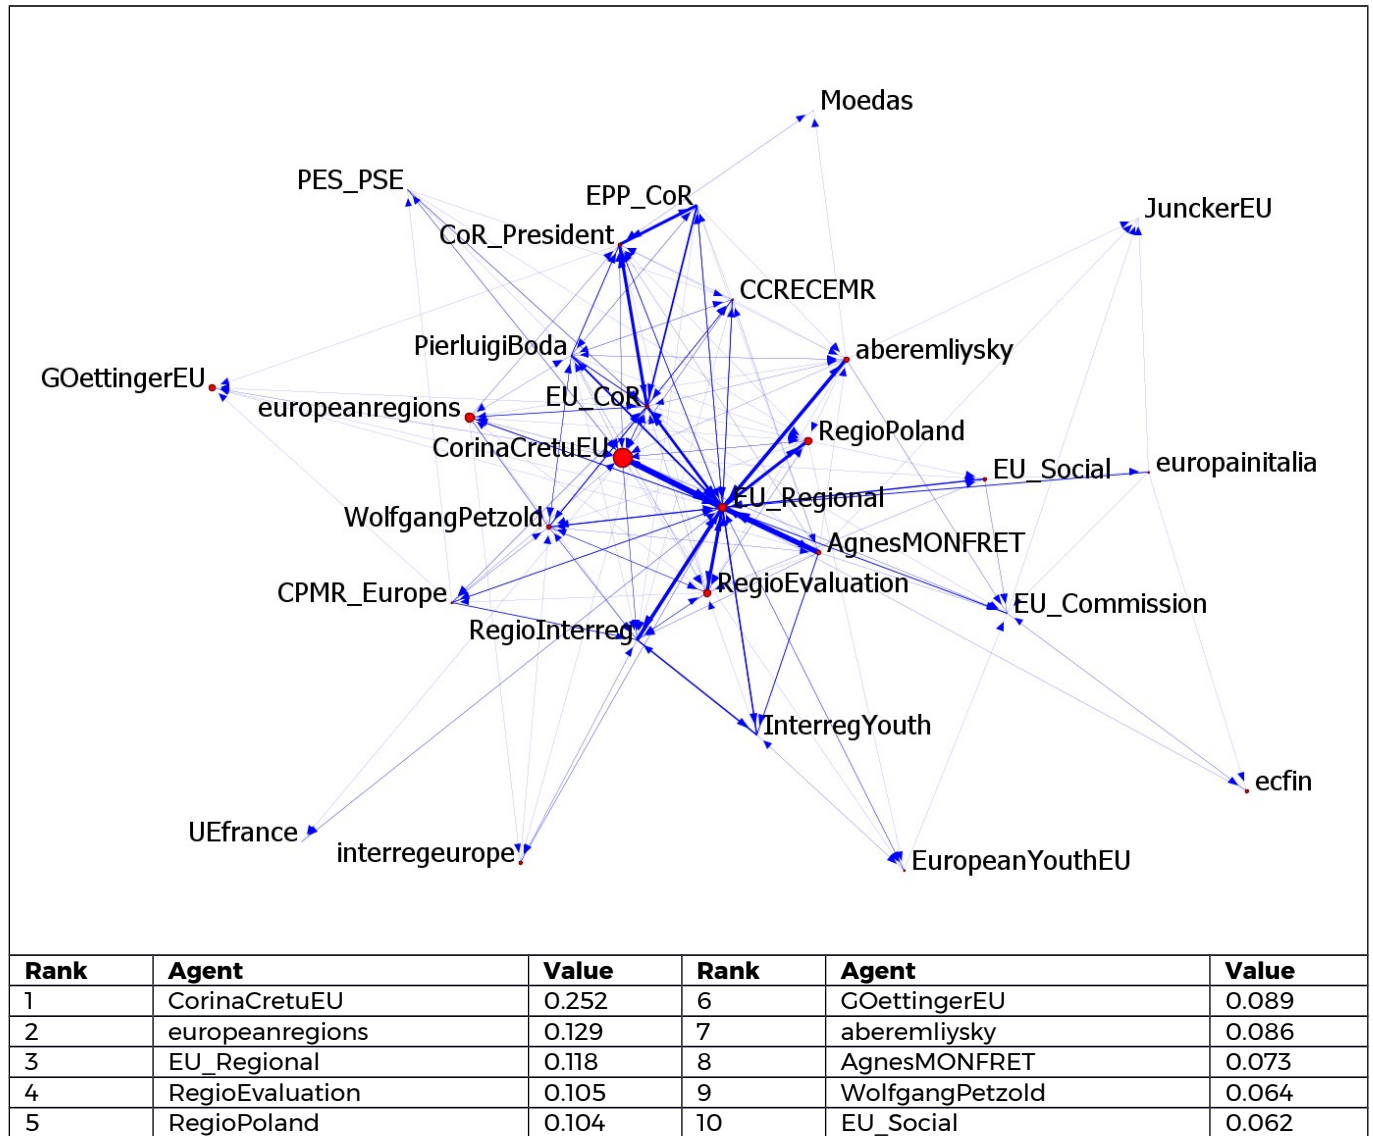 Moedas
PES_PSE
EPP_CoR
JunckerEU
CoR_President
CCRECEMR
PierluigiBoda
aberemliysky
GOettingerEU
EU_CoR
europeanregions
RegioPoland
CorinaCretuEU
EU_Social
europainitalia
EU_Regional
WolfgangPetzold
AgnesMONFRET
RegioEvaluation
CPMR_Europe
EU_Commission
RegioInterreg
InterregYouth
ecfin
UEfrance
interregeurope
EuropeanYouthEU
Rank Agent Value Rank Agent Value
1 CorinaCretuEU 0.252 6 GOettingerEU 0.089
2 europeanregions 0.129 7 aberemliysky 0.086
3 EU_Regional 0.118 8 AgnesMONFRET 0.073
4 RegioEvaluation 0.105 9 WolfgangPetzold 0.064
5 RegioPoland 0.104 10 EU_Social 0.062